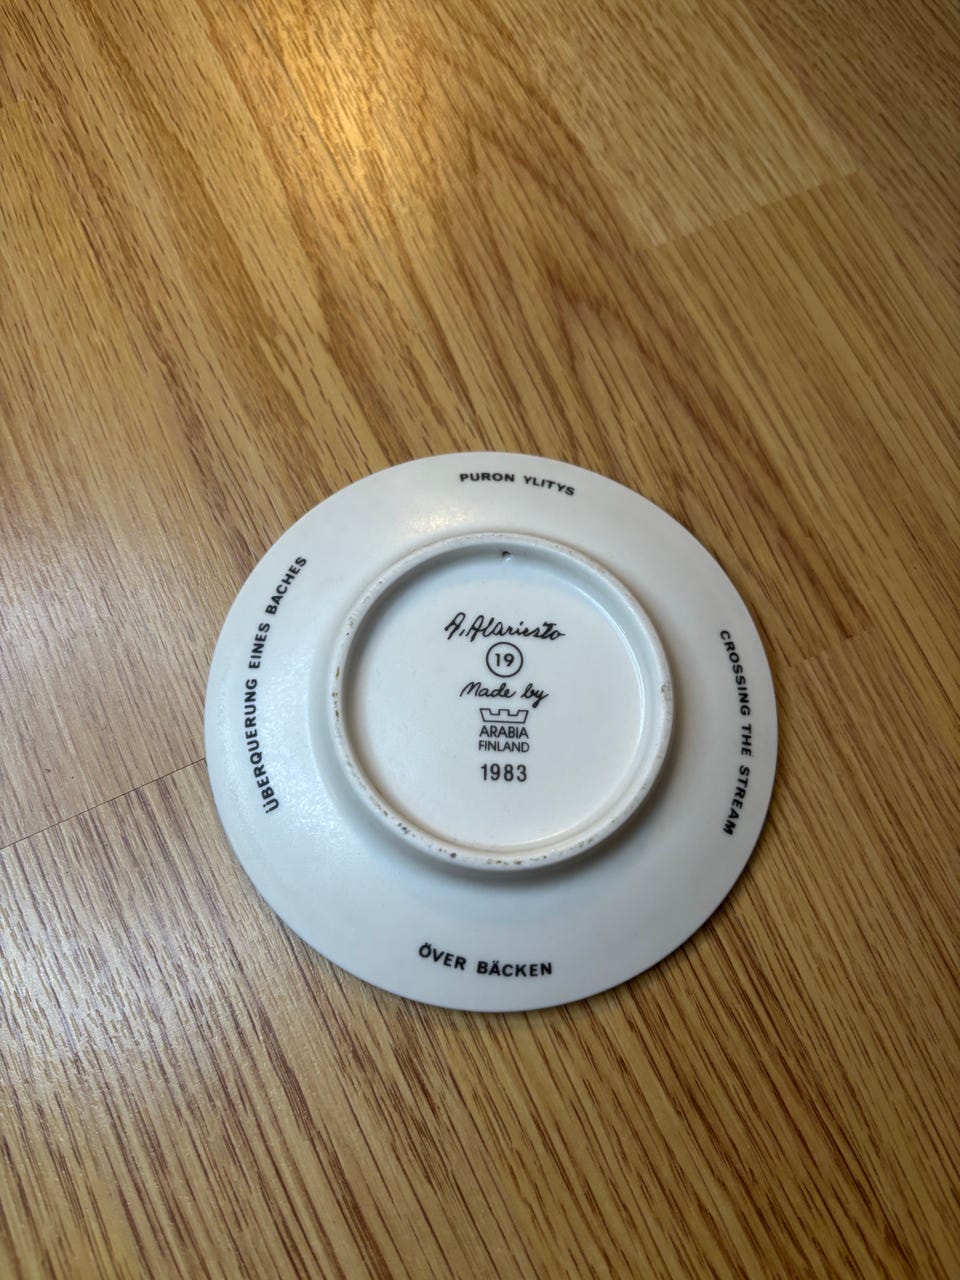 PURON YLITYS
CROSSING THE STREAM
ÖVER BÄCKEN
ÜBERQUERUNG EINES BACHES
A. Alariesto
19
Made by
ARABIA
FINLAND
1983